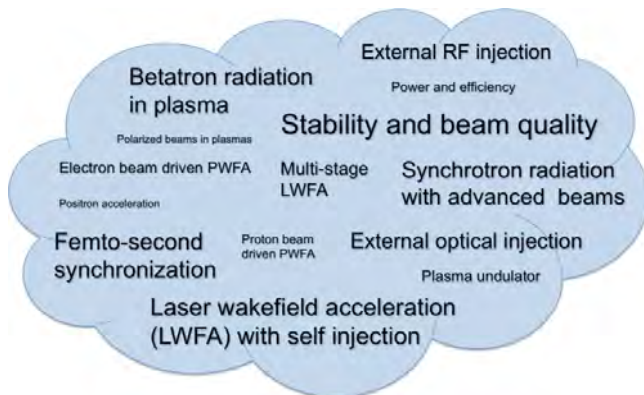 External RF injection
Betatron radiation
in plasma
Power and efficiency
Stability and beam quality
Polarized beams in plasmas
Electron beam driven PWFA
Multi-stage
LWFA
Synchrotron radiation
with advanced beams
Positron acceleration
Femto-second
synchronization
Proton beam
driven PWFA
External optical injection
Plasma undulator
Laser wakefield acceleration
(LWFA) with self injection